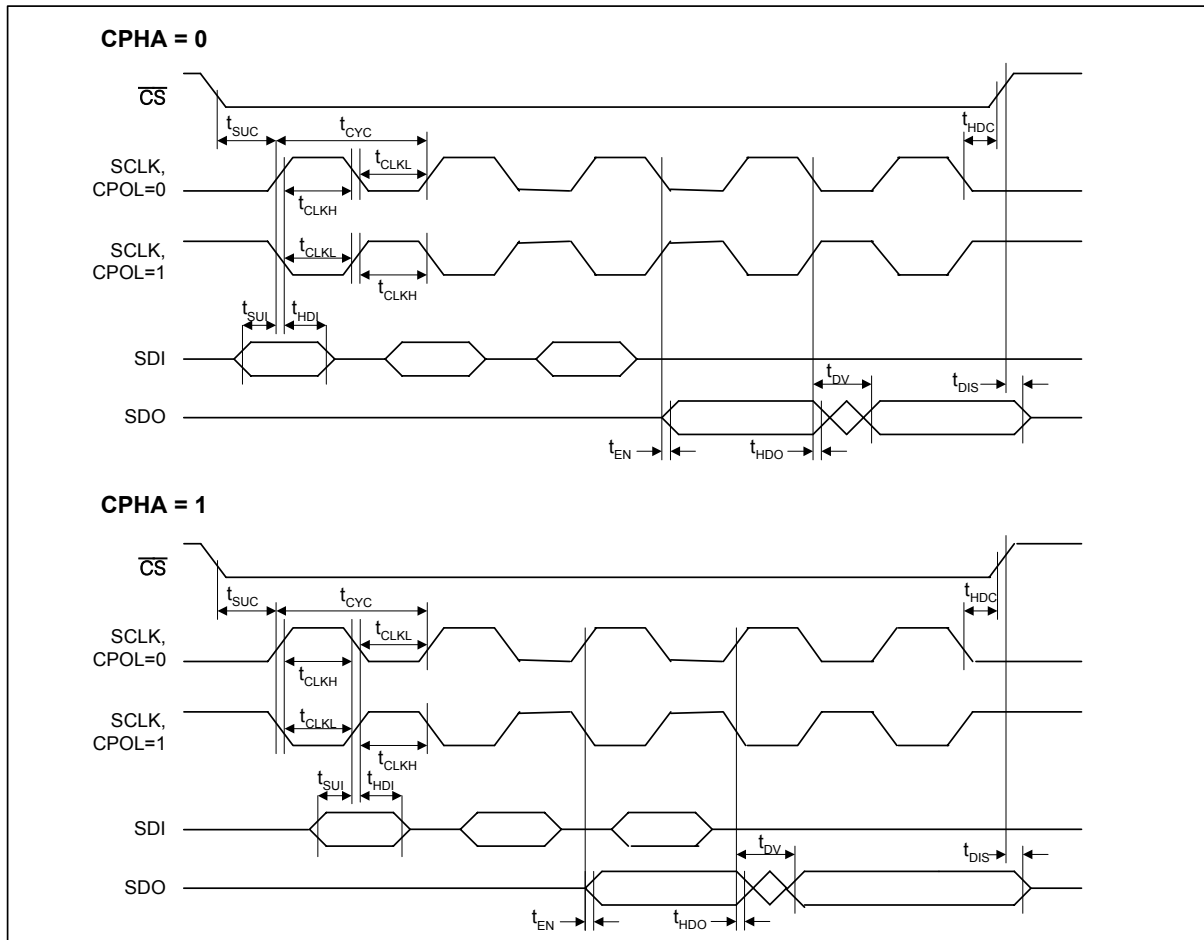 CPHA = 0
CS
tSUC
tCYC
tHDC
tCLKL
SCLK,
CPOL=0
tCLKH
SCLK,
CPOL=1
tCLKL
tCLKH
tSUI
tHDI
SDI
tDV
tDIS
SDO
tEN
tHDO
CPHA = 1
CS
tSUC
tCYC
tHDC
tCLKL
SCLK,
CPOL=0
tCLKH
SCLK,
CPOL=1
tCLKL
tCLKH
tSUI
tHDI
SDI
tDV
tDIS
SDO
tEN
tHDO